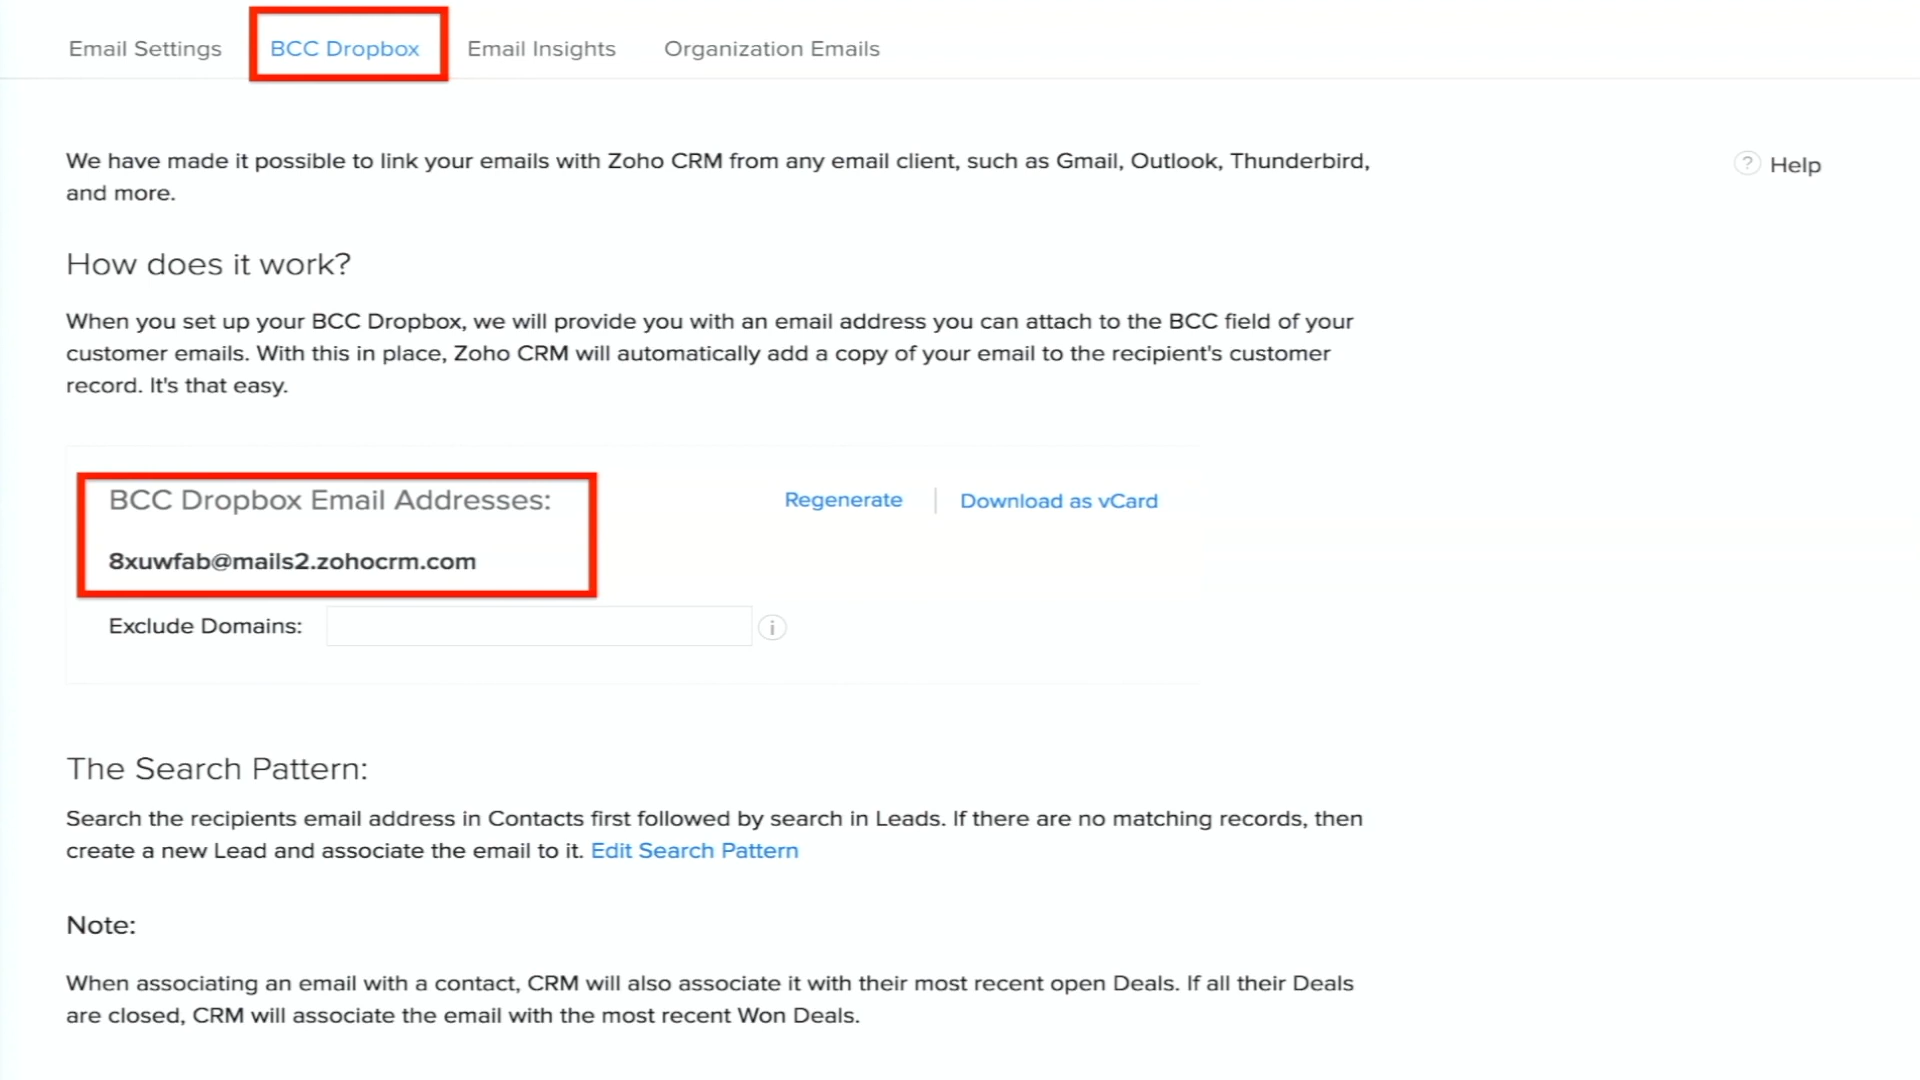 Email Settings BCC Dropbox Email Insights Organization Emails
We have made it possible to link your emails with Zoho CRM from any email client, such as Gmail, Outlook, Thunderbird,
and more.
? Help
How does it work?
When you set up your BCC Dropbox, we will provide you with an email address you can attach to the BCC field of your
customer emails. With this in place, Zoho CRM will automatically add a copy of your email to the recipient's customer
record. It's that easy.
BCC Dropbox Email Addresses: Regenerate Download as vCard
8xuwfab@mails2.zohocrm.com
Exclude Domains: i
The Search Pattern:
Search the recipients email address in Contacts first followed by search in Leads. If there are no matching records, then
create a new Lead and associate the email to it. Edit Search Pattern
Note:
When associating an email with a contact, CRM will also associate it with their most recent open Deals. If all their Deals
are closed, CRM will associate the email with the most recent Won Deals.